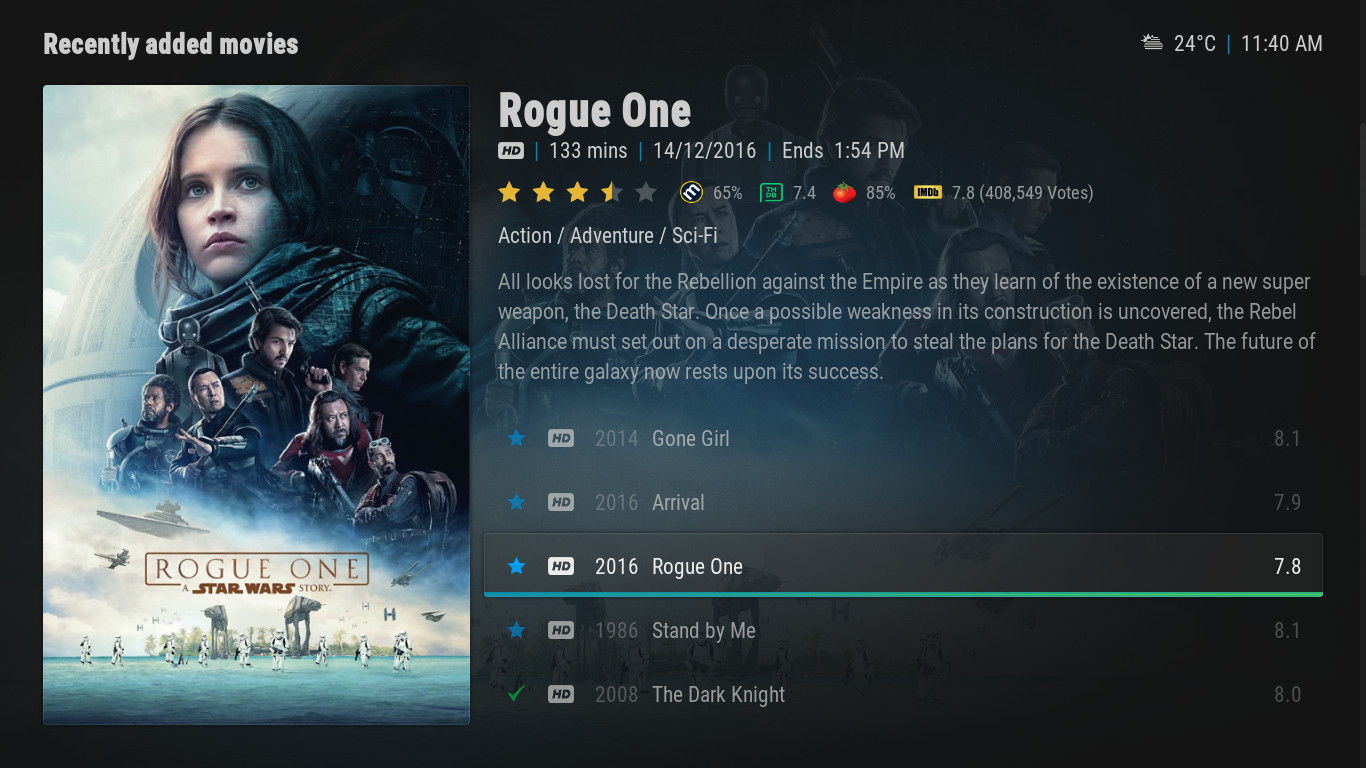 Recently added movies
24°C | 11:40 AM
Rogue One
HD | 133 mins | 14/12/2016 | Ends 1:54 PM
65% TM DB 7.4 85% IMDb 7.8 (408,549 Votes)
Action / Adventure / Sci-Fi
All looks lost for the Rebellion against the Empire as they learn of the existence of a new super
weapon, the Death Star. Once a possible weakness in its construction is uncovered, the Rebel
Alliance must set out on a desperate mission to steal the plans for the Death Star. The future of
the entire galaxy now rests upon its success.
HD 2014 Gone Girl 8.1
HD 2016 Arrival 7.9
HD 2016 Rogue One 7.8
HD 1986 Stand by Me 8.1
HD 2008 The Dark Knight 8.0
ROGUE ONE
A STAR WARS STORY